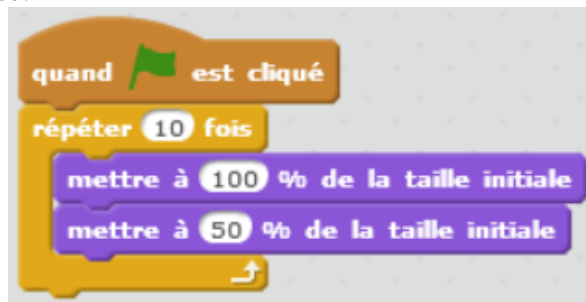 quand est cliqué
répéter 10 fois
mettre à 100 % de la taille initiale
mettre à 50 % de la taille initiale